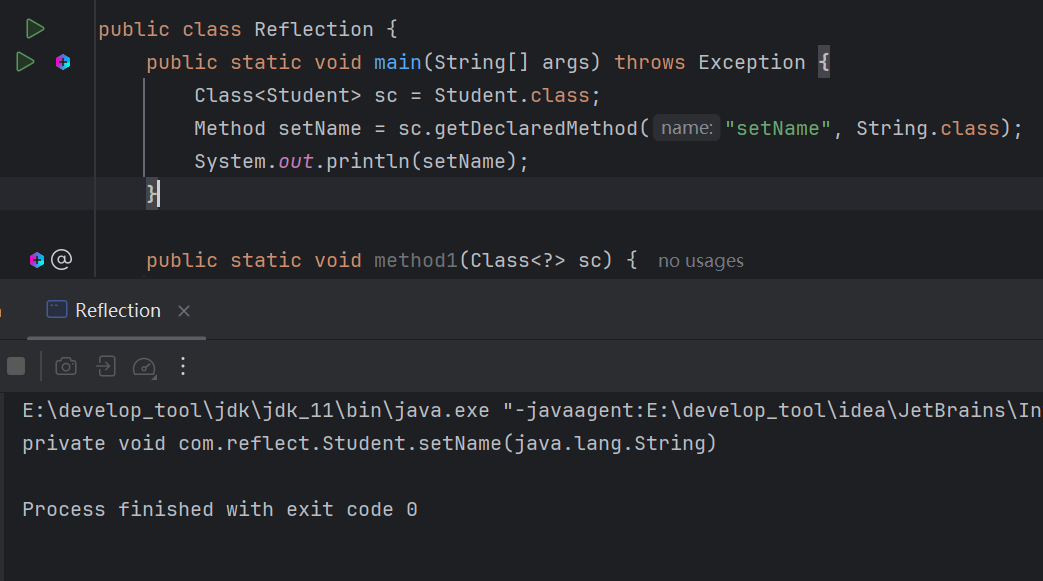 public class Reflection {
public static void main(String[] args) throws Exception {
Class<Student> sc = Student.class;
Method setName = sc.getDeclaredMethod( name: "setName", String.class);
System.out.println(setName);
}
@ public static void method1(Class<?> sc) { no usages
Reflection
E:\develop_tool\jdk\jdk_11\bin\java.exe "-javaagent:E:\develop_tool\idea\JetBrains\In
private void com.reflect.Student.setName(java.lang.String)
Process finished with exit code 0